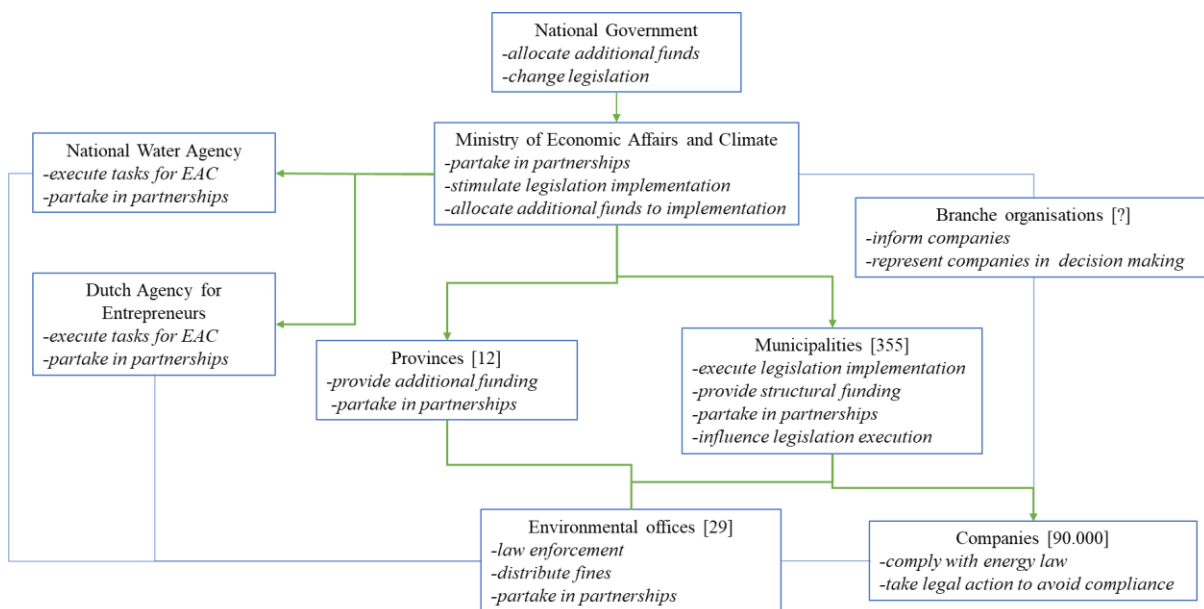 National Government
-allocate additional funds
-change legislation
Ministry of Economic Affairs and Climate
-partake in partnerships
-stimulate legislation implementation
-allocate additional funds to implementation
National Water Agency
-execute tasks for EAC
-partake in partnerships
Branche organisations [?]
-inform companies
-represent companies in decision making
Dutch Agency for
Entrepreneurs
-execute tasks for EAC
-partake in partnerships
Provinces [12]
-provide additional funding
-partake in partnerships
Municipalities [355]
-execute legislation implementation
-provide structural funding
-partake in partnerships
-influence legislation execution
Environmental offices [29]
-law enforcement
-distribute fines
-partake in partnerships
Companies [90.000]
-comply with energy law
-take legal action to avoid compliance